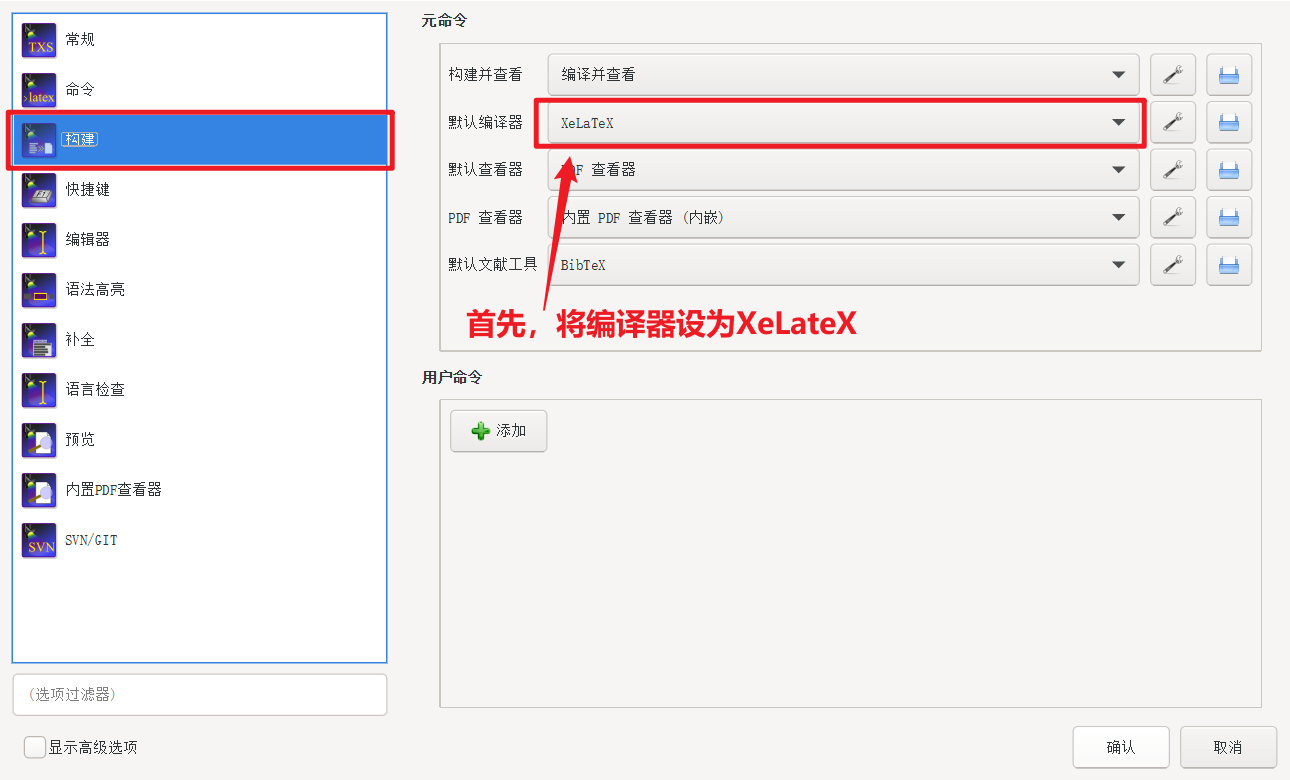 TXS 常规
›latex 命令
构建
快捷键
编辑器
语法高亮
补全
语言检查
预览
内置PDF查看器
SVN SVN/GIT
(选项过滤器)
显示高级选项
元命令
构建并查看 编译并查看
默认编译器 XeLaTeX
默认查看器 PDF 查看器
PDF 查看器 内置 PDF 查看器 (内嵌)
默认文献工具 BibTeX
首先，将编译器设为XeLateX
用户命令
添加
确认 取消